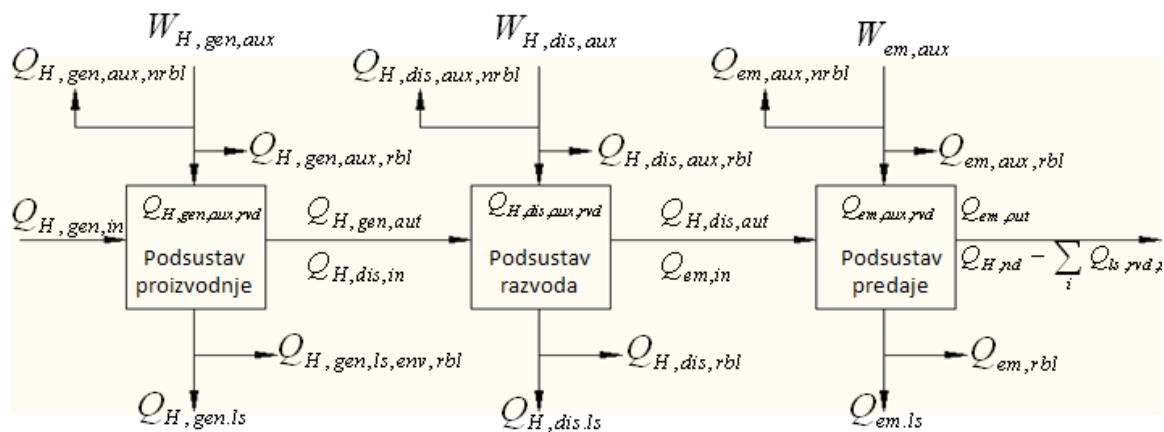 W_{H,gen,aux} W_{H,dis,aux} W_{em,aux}
Q_{H,gen,aux,nrbl} Q_{H,dis,aux,nrbl} Q_{em,aux,nrbl}
Q_{H,gen,aux,rbl} Q_{H,dis,aux,rbl} Q_{em,aux,rbl}
Q_{H,gen,in} Q_{H,gen,aux,rvd} Q_{H,gen,out} Q_{H,dis,aux,rvd} Q_{H,dis,out} Q_{em,aux,rvd} Q_{em,out}
Podsustav Q_{H,dis,in} Podsustav Q_{em,in} Podsustav Q_{H,nd} - \sum_i Q_{ls,rvd,
proizvodnje razvoda predaje
Q_{H,gen,ls,env,rbl} Q_{H,dis,rbl} Q_{em,rbl}
Q_{H,gen.ls} Q_{H,dis.ls} Q_{em.ls}